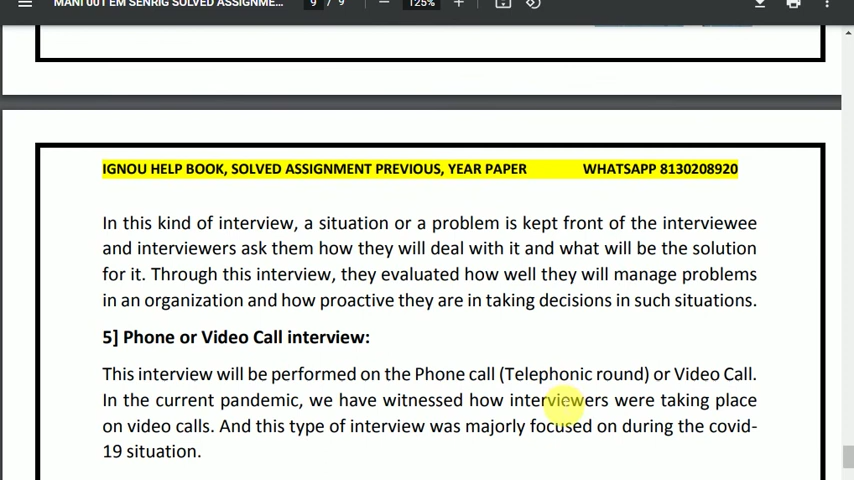 MANI 001 EM SENRIG SOLVED ASSIGNME... 9 / 9 125%
IGNOU HELP BOOK, SOLVED ASSIGNMENT PREVIOUS, YEAR PAPER WHATSAPP 8130208920
In this kind of interview, a situation or a problem is kept front of the interviewee
and interviewers ask them how they will deal with it and what will be the solution
for it. Through this interview, they evaluated how well they will manage problems
in an organization and how proactive they are in taking decisions in such situations.
5] Phone or Video Call interview:
This interview will be performed on the Phone call (Telephonic round) or Video Call.
In the current pandemic, we have witnessed how interviewers were taking place
on video calls. And this type of interview was majorly focused on during the covid-
19 situation.